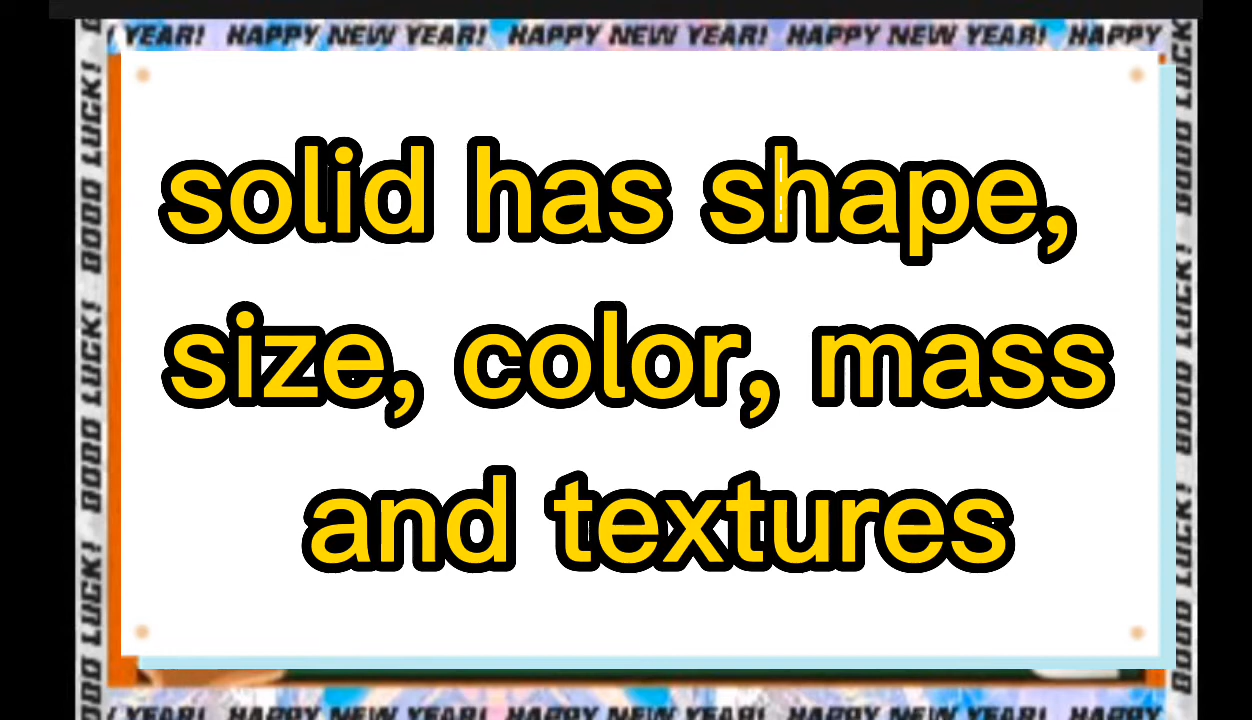 / YEAR! HAPPY NEW YEAR! HAPPY NEW YEAR! HAPPY NEW YEAR! HAPPY
GOOD LUCK! GOOD LUCK! GOOD LUCK!
solid has shape,
size, color, mass
and textures
GOOD LUCK! GOOD LUCK! GOOD LUCK!
/ YEAR! HAPPY NEW YEAR! HAPPY NEW YEAR! HAPPY NEW YEAR! HAPPY